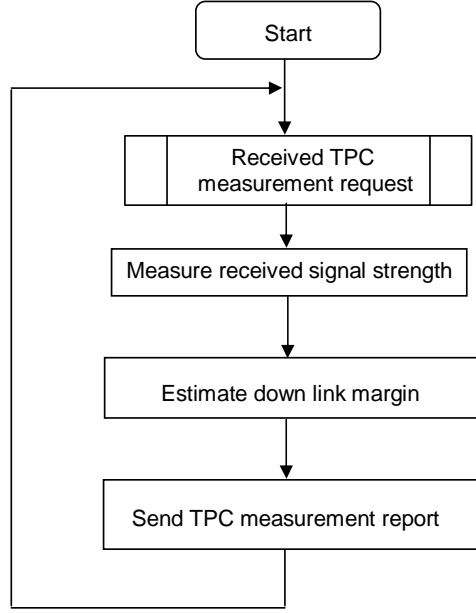 Start
Received TPC
measurement request
Measure received signal strength
Estimate down link margin
Send TPC measurement report